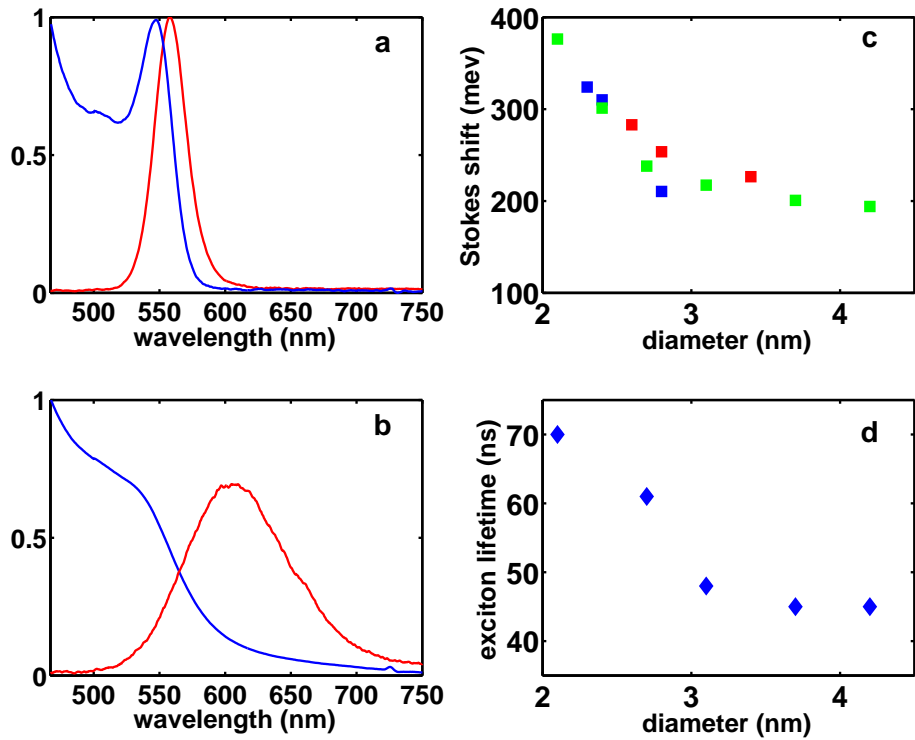 a
1
0.5
0
500 550 600 650 700 750
wavelength (nm)
c
Stokes shift (mev)
400
300
200
100
2 3 4
diameter (nm)
b
1
0.5
0
500 550 600 650 700 750
wavelength (nm)
d
exciton lifetime (ns)
70
60
50
40
2 3 4
diameter (nm)